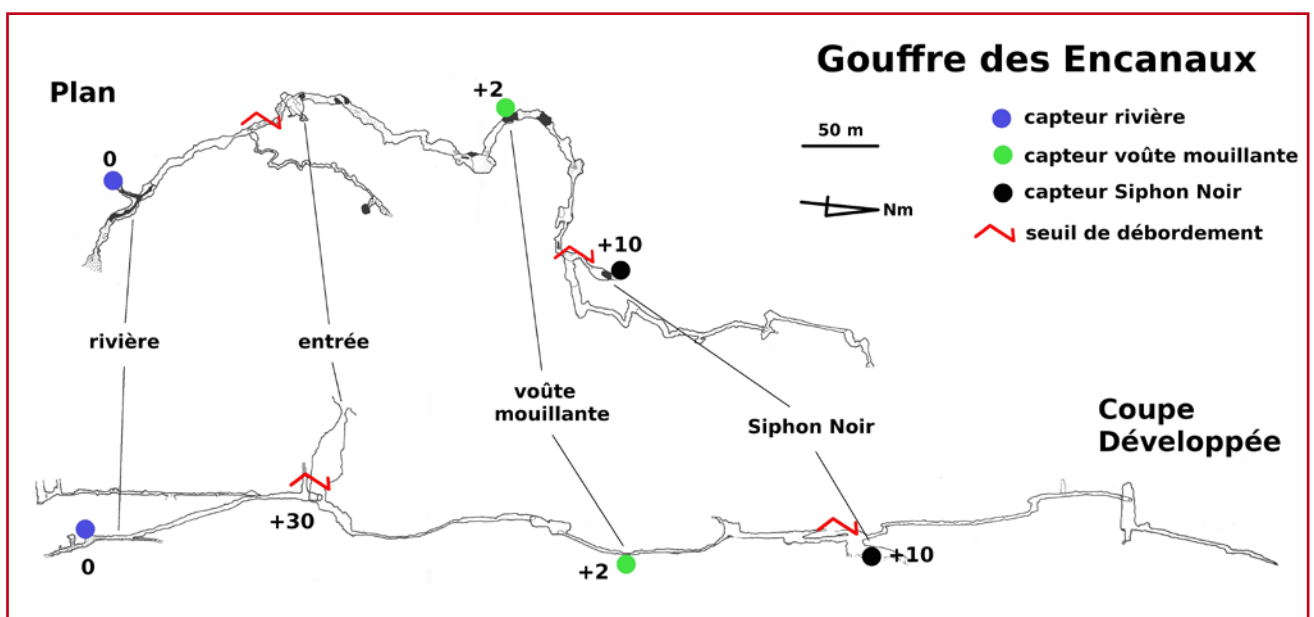 Gouffre des Encanaux
Plan
+2
capteur rivière
50 m
capteur voûte mouillante
0
capteur Siphon Noir
Nm
seuil de débordement
+10
rivière
entrée
voûte
mouillante
Siphon Noir
Coupe
Développée
+30
0
+2
+10